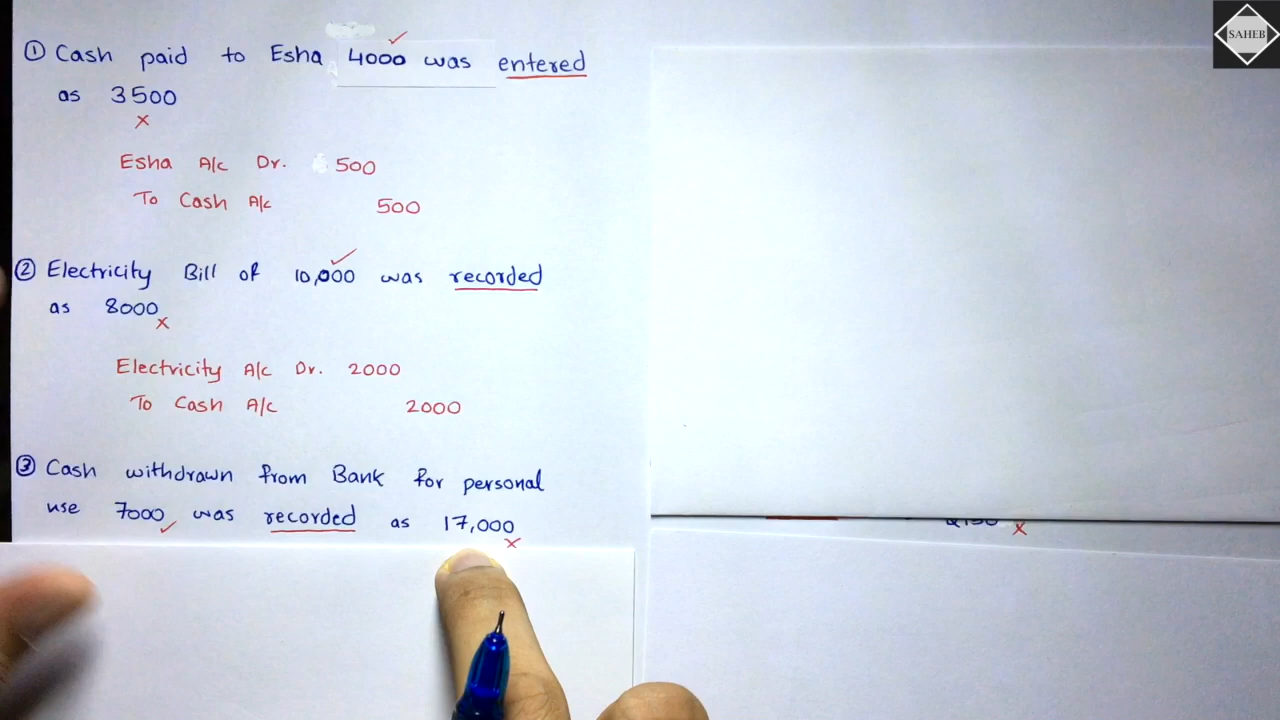 ① Cash paid to Esha 4000 was entered
as 3500
Esha A/c Dr. 500
To Cash A/c 500
② Electricity Bill of 10,000 was recorded
as 8000
Electricity A/c Dr. 2000
To Cash A/c 2000
③ Cash withdrawn from Bank for personal
use 7000 was recorded as 17,000
SAHEB